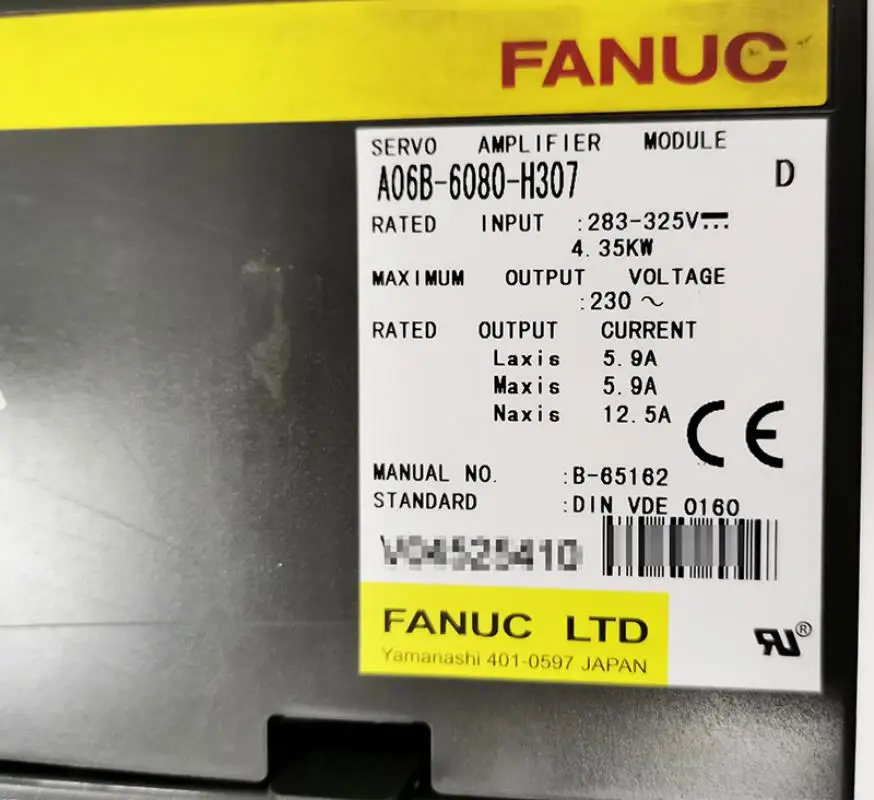 FANUC
SERVO AMPLIFIER MODULE
A06B-6080-H307 D
RATED INPUT :283-325V⎓
4.35KW
MAXIMUM OUTPUT VOLTAGE
:230 ~
RATED OUTPUT CURRENT
Laxis 5.9A
Maxis 5.9A
Naxis 12.5A
CE
MANUAL NO. :B-65162
STANDARD :DIN VDE 0160
FANUC LTD
Yamanashi 401-0597 JAPAN
RU®